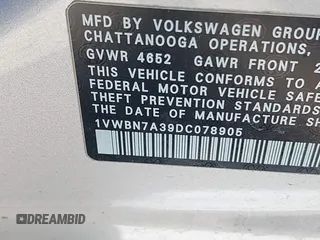 MFD BY VOLKSWAGEN GROUP
CHATTANOOGA OPERATIONS,
GVWR 4652 GAWR FRONT 2
THIS VEHICLE CONFORMS TO A
FEDERAL MOTOR VEHICLE SAFE
THEFT PREVENTION STANDARDS
THE DATE OF MANUFACTURE SH
1VWBN7A39DC078905
DREAMBID